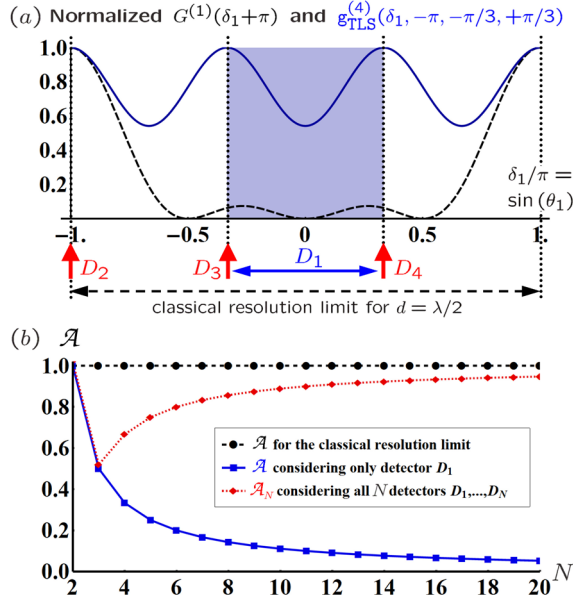 (a) Normalized G^(1)(δ₁+π) and g_TLS^(4)(δ₁, −π, −π/3, +π/3)
1.0
0.8
0.6
0.4
0.2
δ₁/π =
sin (θ₁)
-1. -0.5 0 0.5 1.
D₂ D₃ D₁ D₄
classical resolution limit for d = λ/2
(b) 𝒜
1.0
0.8
0.6
0.4
0.2
0.0
𝒜 for the classical resolution limit
𝒜 considering only detector D₁
𝒜_N considering all N detectors D₁,...,D_N
2 4 6 8 10 12 14 16 18 20 N